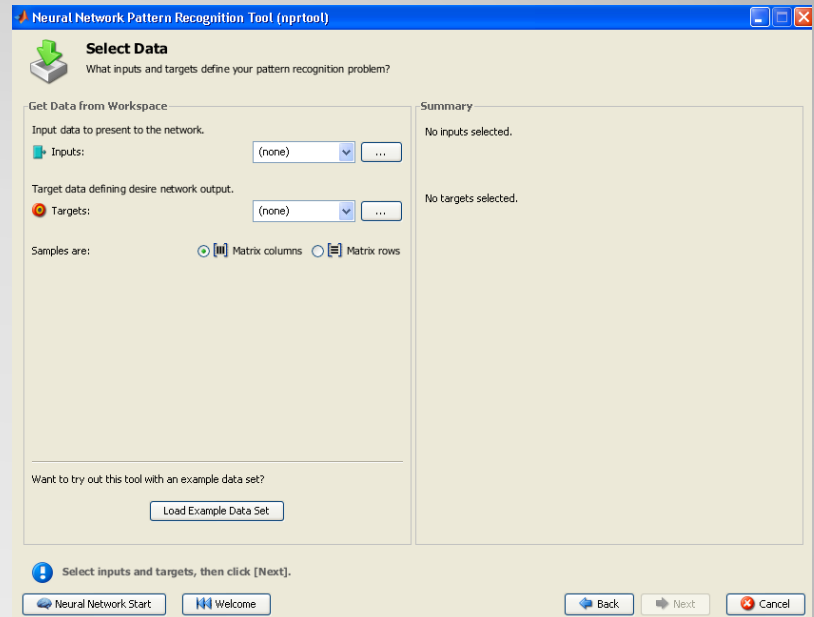 Neural Network Pattern Recognition Tool (nprtool)
Select Data
What inputs and targets define your pattern recognition problem?
Get Data from Workspace
Input data to present to the network.
Inputs:
(none)
...
Target data defining desire network output.
Targets:
(none)
...
Samples are:
Matrix columns
Matrix rows
Want to try out this tool with an example data set?
Load Example Data Set
Summary
No inputs selected.
No targets selected.
Select inputs and targets, then click [Next].
Neural Network Start
Welcome
Back
Next
Cancel